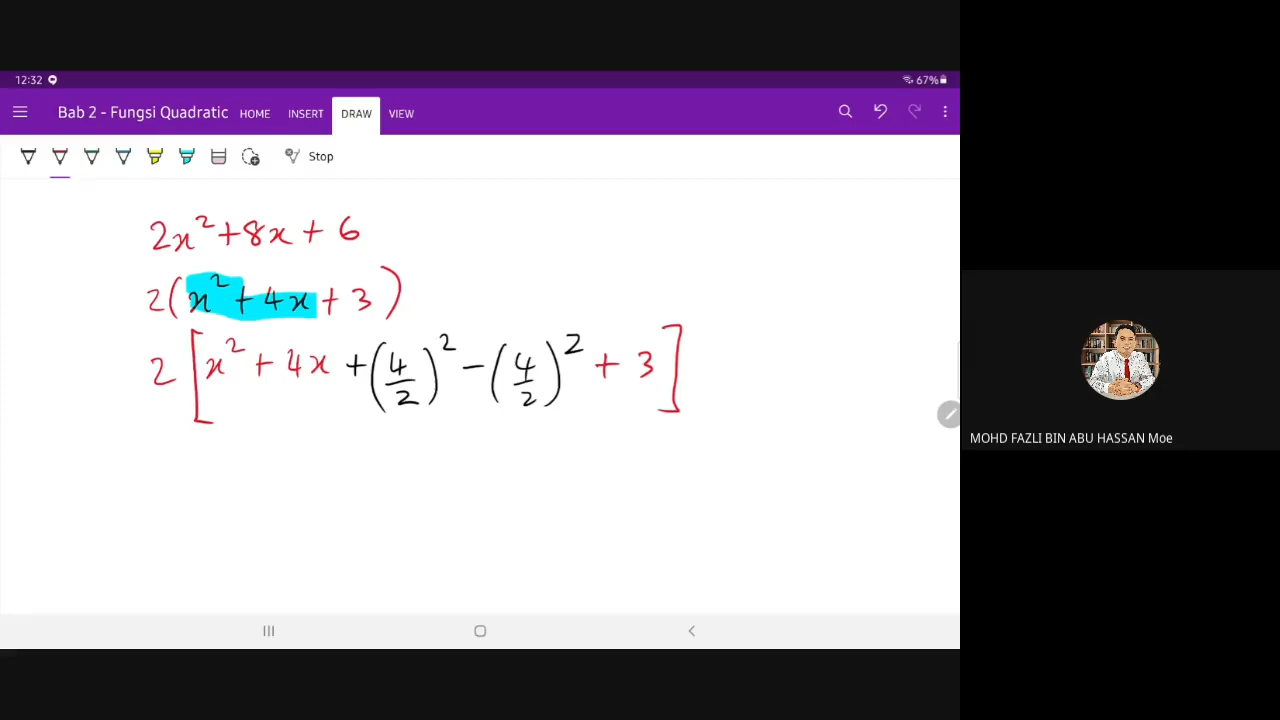 12:32 67%
Bab 2 - Fungsi Quadratic HOME INSERT DRAW VIEW
Stop
2x² + 8x + 6
2(x² + 4x + 3)
2[x² + 4x + (4/2)² - (4/2)² + 3]
MOHD FAZLI BIN ABU HASSAN Moe